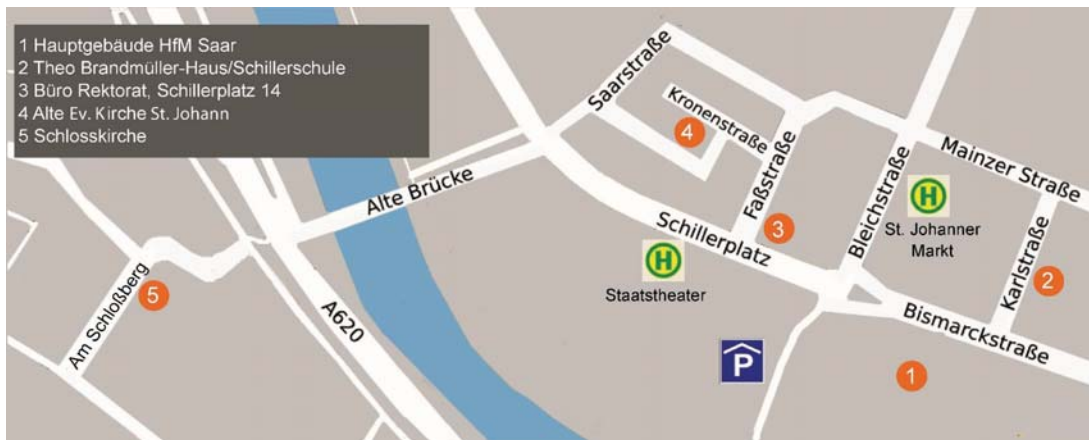 1 Hauptgebäude HfM Saar
2 Theo Brandmüller-Haus/Schillerschule
3 Büro Rektorat, Schillerplatz 14
4 Alte Ev. Kirche St. Johann
5 Schlosskirche
Saarstraße
Kronenstraße
4
Alte Brücke
Faßstraße
Bleichstraße
Mainzer Straße
H
St. Johanner
Markt
Schillerplatz
3
H
Staatstheater
Karlstraße
2
Am Schloßberg
5
A620
Bismarckstraße
P
1